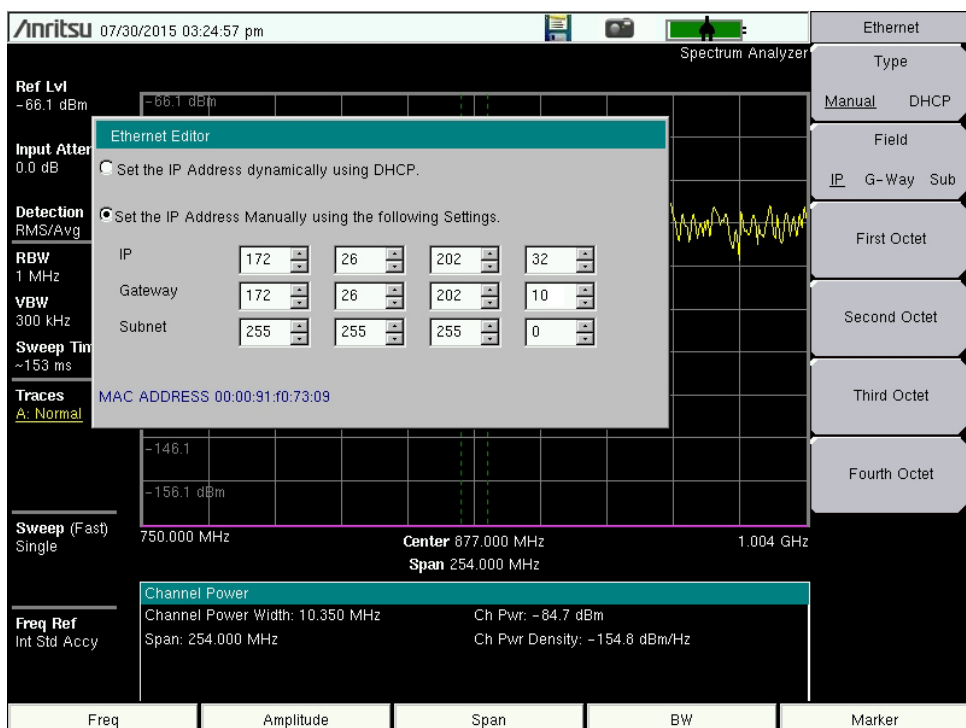 Anritsu 07/30/2015 03:24:57 pm
Spectrum Analyzer
Ref Lvl
-66.1 dBm
Input Atten
0.0 dB
Detection
RMS/Avg
RBW
1 MHz
VBW
300 kHz
Sweep Tim
~153 ms
Traces
A: Normal
Sweep (Fast)
Single
Freq Ref
Int Std Accy
-66.1 dBm
Ethernet Editor
Set the IP Address dynamically using DHCP.
Set the IP Address Manually using the following Settings.
IP 172 26 202 32
Gateway 172 26 202 10
Subnet 255 255 255 0
MAC ADDRESS 00:00:91:f0:73:09
-146.1
-156.1 dBm
750.000 MHz Center 877.000 MHz 1.004 GHz
Span 254.000 MHz
Channel Power
Channel Power Width: 10.350 MHz Ch Pwr: -84.7 dBm
Span: 254.000 MHz Ch Pwr Density: -154.8 dBm/Hz
Ethernet
Type
Manual DHCP
Field
IP G-Way Sub
First Octet
Second Octet
Third Octet
Fourth Octet
Freq Amplitude Span BW Marker